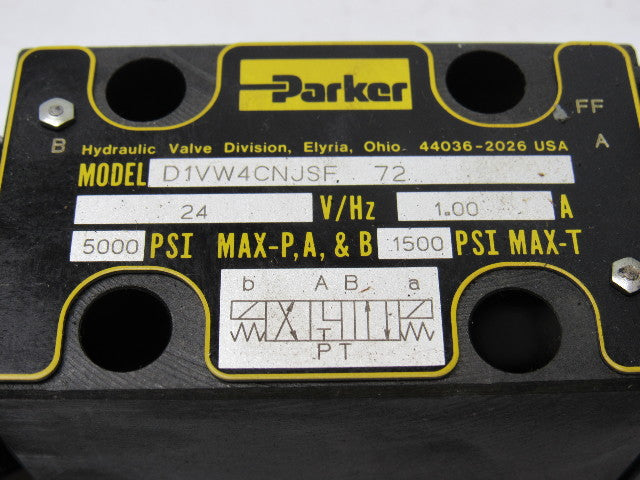 Parker
FF
B Hydraulic Valve Division, Elyria, Ohio 44036-2026 USA A
MODEL D1VW4CNJSF 72
24 V/Hz 1.00 A
5000 PSI MAX-P,A, & B 1500 PSI MAX-T
b A B a
P T